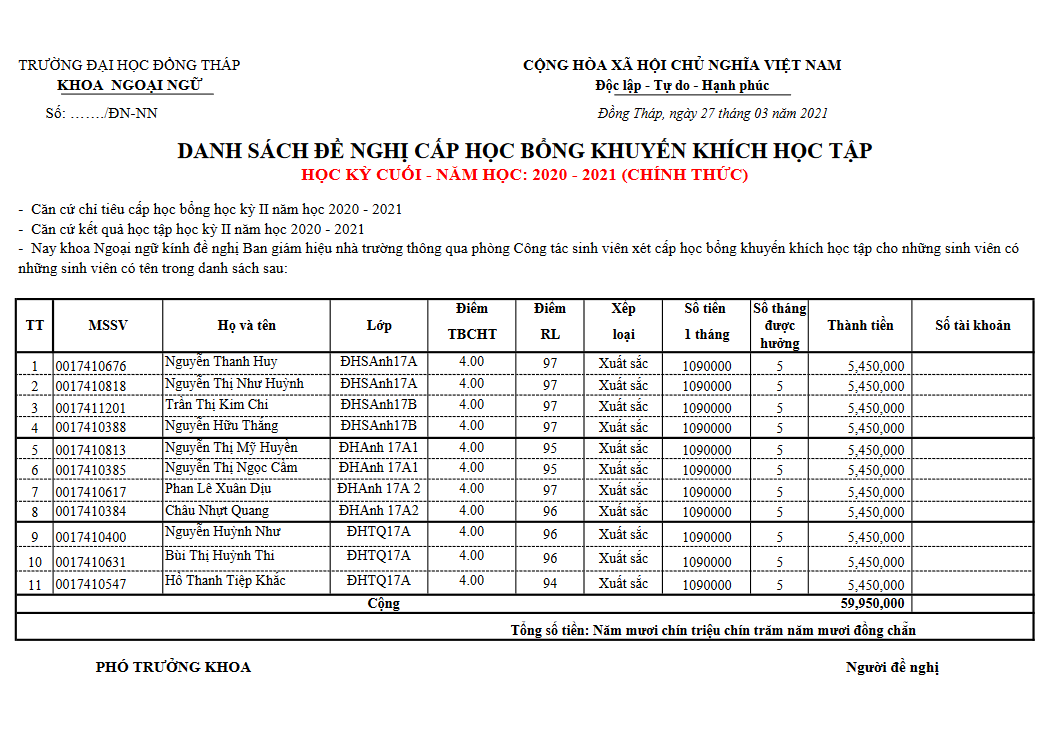 TRƯỜNG ĐẠI HỌC ĐỒNG THÁP
CỘNG HÒA XÃ HỘI CHỦ NGHĨA VIỆT NAM
KHOA NGOẠI NGỮ
Độc lập - Tự do - Hạnh phúc
Số: ……./ĐN-NN
Đồng Tháp, ngày 27 tháng 03 năm 2021
DANH SÁCH ĐỀ NGHỊ CẤP HỌC BỔNG KHUYẾN KHÍCH HỌC TẬP
HỌC KỲ CUỐI - NĂM HỌC: 2020 - 2021 (CHÍNH THỨC)
- Căn cứ chỉ tiêu cấp học bổng học kỳ II năm học 2020 - 2021
- Căn cứ kết quả học tập học kỳ II năm học 2020 - 2021
- Nay khoa Ngoại ngữ kính đề nghị Ban giám hiệu nhà trường thông qua phòng Công tác sinh viên xét cấp học bổng khuyến khích học tập cho những sinh viên có
những sinh viên có tên trong danh sách sau:
TT MSSV Họ và tên Lớp Điểm TBCHT Điểm RL Xếp loại Số tiền 1 tháng Số tháng được hưởng Thành tiền Số tài khoản
1 0017410676 Nguyễn Thanh Huy ĐHSAnh17A 4.00 97 Xuất sắc 1090000 5 5,450,000
2 0017410818 Nguyễn Thị Như Huỳnh ĐHSAnh17A 4.00 97 Xuất sắc 1090000 5 5,450,000
3 0017411201 Trần Thị Kim Chi ĐHSAnh17B 4.00 97 Xuất sắc 1090000 5 5,450,000
4 0017410388 Nguyễn Hữu Thắng ĐHSAnh17B 4.00 97 Xuất sắc 1090000 5 5,450,000
5 0017410813 Nguyễn Thị Mỹ Huyền ĐHAnh 17A1 4.00 95 Xuất sắc 1090000 5 5,450,000
6 0017410385 Nguyễn Thị Ngọc Cầm ĐHAnh 17A1 4.00 95 Xuất sắc 1090000 5 5,450,000
7 0017410617 Phan Lê Xuân Dịu ĐHAnh 17A 2 4.00 97 Xuất sắc 1090000 5 5,450,000
8 0017410384 Châu Nhựt Quang ĐHAnh 17A2 4.00 96 Xuất sắc 1090000 5 5,450,000
9 0017410400 Nguyễn Huỳnh Như ĐHTQ17A 4.00 96 Xuất sắc 1090000 5 5,450,000
10 0017410631 Bùi Thị Huỳnh Thi ĐHTQ17A 4.00 96 Xuất sắc 1090000 5 5,450,000
11 0017410547 Hồ Thanh Tiệp Khắc ĐHTQ17A 4.00 94 Xuất sắc 1090000 5 5,450,000
Cộng 59,950,000
Tổng số tiền: Năm mươi chín triệu chín trăm năm mươi đồng chẵn
PHÓ TRƯỞNG KHOA
Người đề nghị